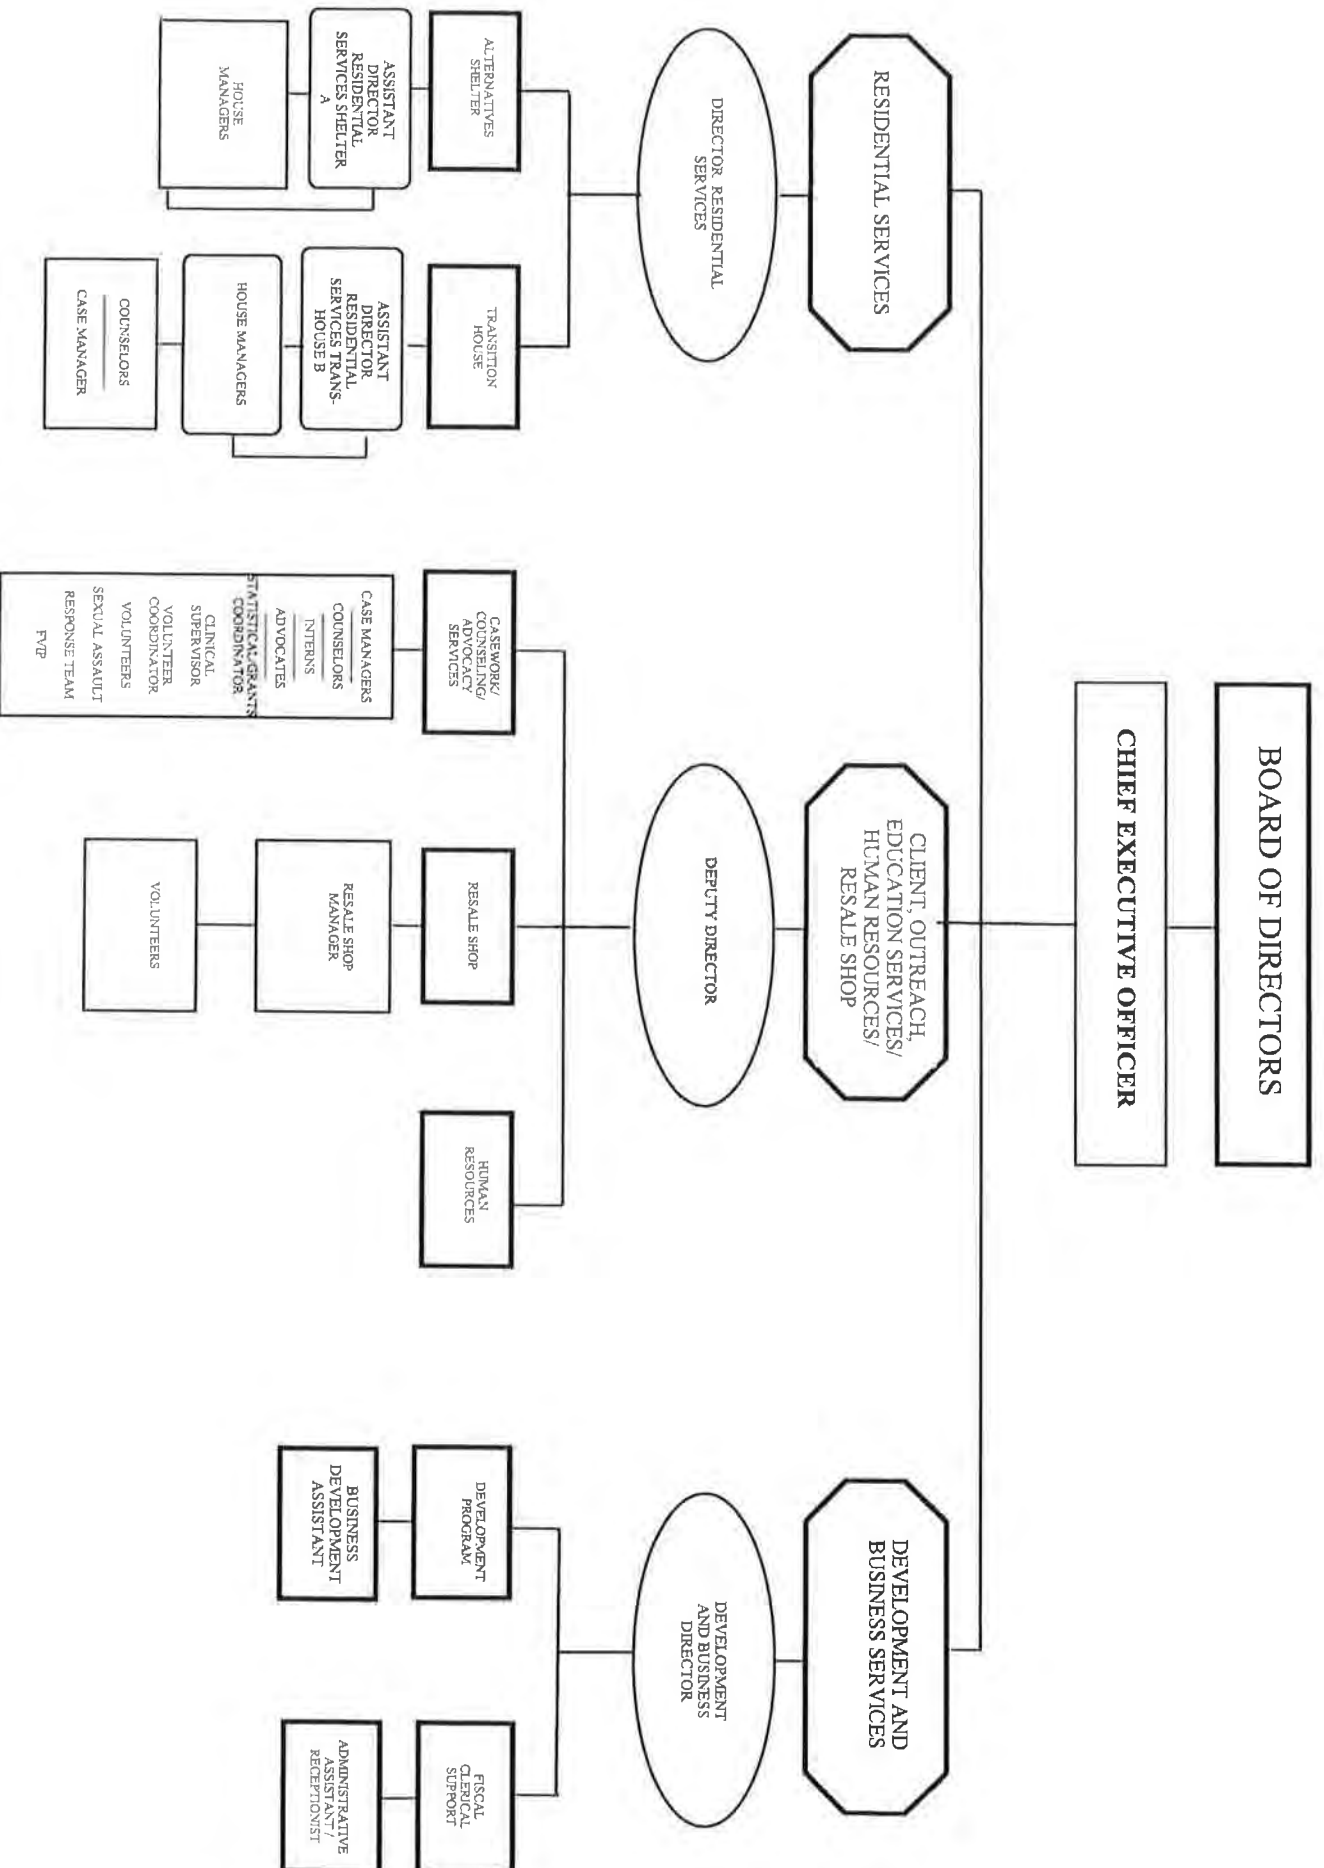 BOARD OF DIRECTORS
CHIEF EXECUTIVE OFFICER
RESIDENTIAL SERVICES
DIRECTOR RESIDENTIAL
SERVICES
ALTERNATIVES
SHELTER
ASSISTANT
DIRECTOR
RESIDENTIAL
SERVICES SHELTER
A
HOUSE
MANAGERS
TRANSITION
HOUSE
ASSISTANT
DIRECTOR
RESIDENTIAL
SERVICES TRANS-
HOUSE B
HOUSE MANAGERS
COUNSELORS
CASE MANAGER
CLIENT, OUTREACH,
EDUCATION SERVICES/
HUMAN RESOURCES/
RESALE SHOP
DEPUTY DIRECTOR
CASEWORK/
COUNSELING/
ADVOCACY
SERVICES
CASE MANAGERS
COUNSELORS
INTERNS
ADVOCATES
STATISTICAL/GRANTS
COORDINATOR
CLINICAL
SUPERVISOR
VOLUNTEER
COORDINATOR
VOLUNTEERS
SEXUAL ASSAULT
RESPONSE TEAM
FVIP
RESALE SHOP
RESALE SHOP
MANAGER
VOLUNTEERS
HUMAN
RESOURCES
DEVELOPMENT AND
BUSINESS SERVICES
DEVELOPMENT
AND BUSINESS
DIRECTOR
DEVELOPMENT
PROGRAM
BUSINESS
DEVELOPMENT
ASSISTANT
FISCAL
CLERICAL
SUPPORT
ADMINISTRATIVE
ASSISTANT /
RECEPTIONIST